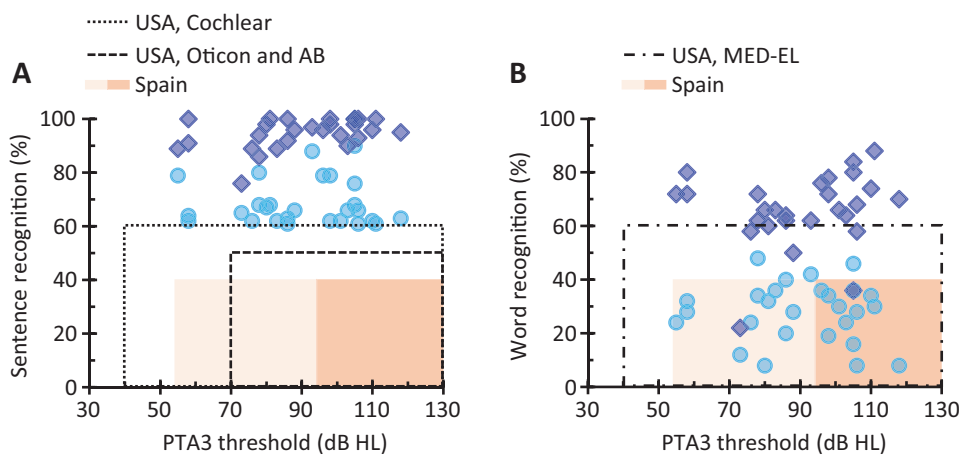 USA, Cochlear
USA, Oticon and AB
Spain
A
100
80
60
40
20
0
Sentence recognition (%)
30 50 70 90 110 130
PTA3 threshold (dB HL)
USA, MED-EL
Spain
B
100
80
60
40
20
0
Word recognition (%)
30 50 70 90 110 130
PTA3 threshold (dB HL)